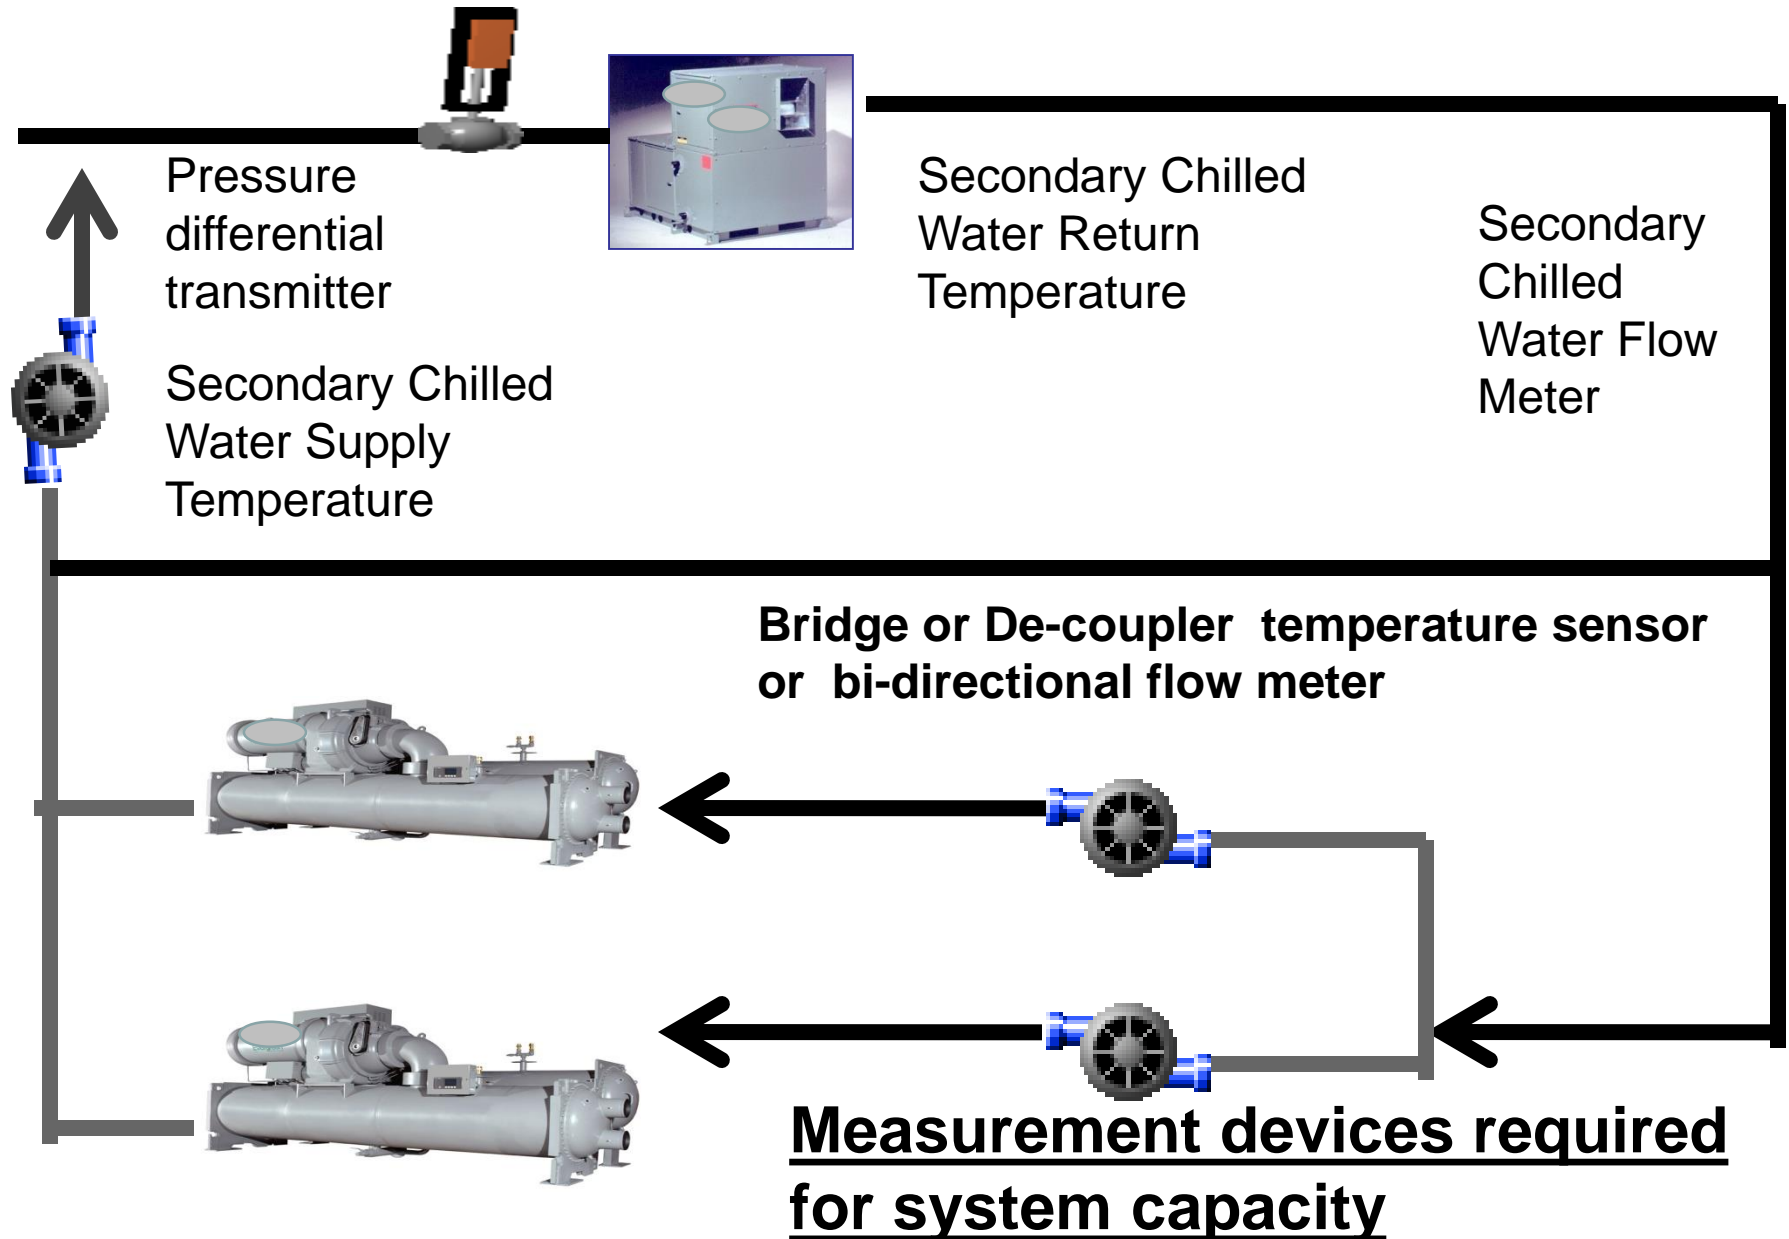 Pressure
differential
transmitter
Secondary Chilled
Water Return
Temperature
Secondary
Chilled
Water Flow
Meter
Secondary Chilled
Water Supply
Temperature
Bridge or De-coupler  temperature sensor
or  bi-directional flow meter
Measurement devices required
for system capacity